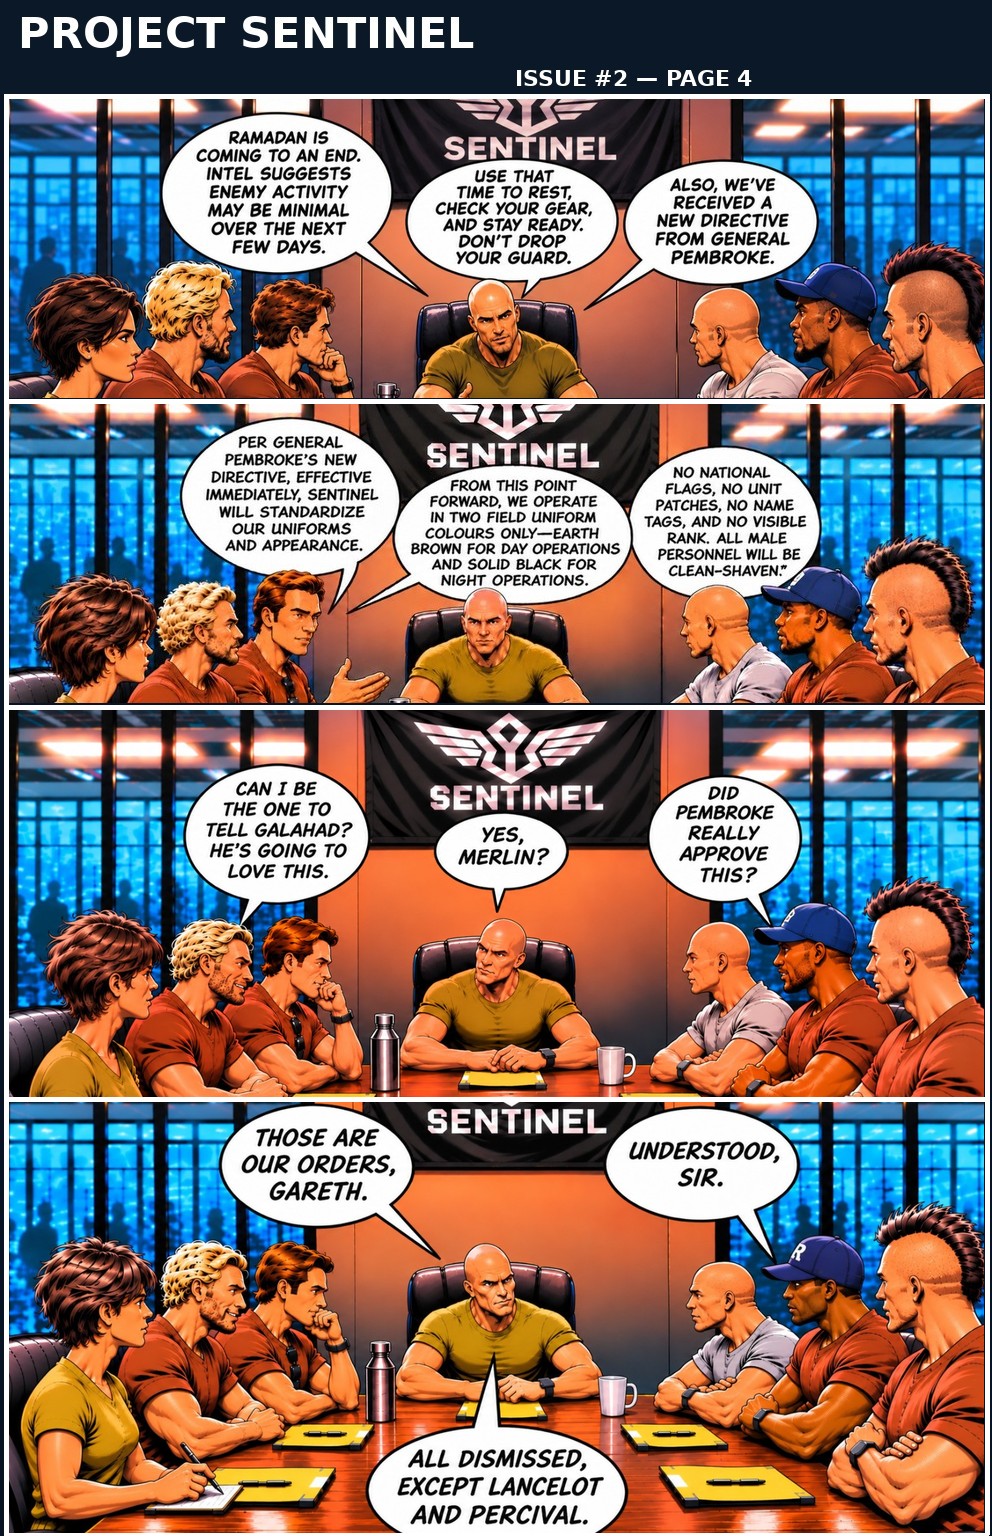 PROJECT SENTINEL
ISSUE #2 — PAGE 4
SENTINEL
RAMADAN IS
COMING TO AN END.
INTEL SUGGESTS
ENEMY ACTIVITY
MAY BE MINIMAL
OVER THE NEXT
FEW DAYS.
USE THAT
TIME TO REST,
CHECK YOUR GEAR,
AND STAY READY.
DON'T DROP
YOUR GUARD.
ALSO, WE'VE
RECEIVED A
NEW DIRECTIVE
FROM GENERAL
PEMBROKE.
SENTINEL
PER GENERAL
PEMBROKE'S NEW
DIRECTIVE, EFFECTIVE
IMMEDIATELY, SENTINEL
WILL STANDARDIZE
OUR UNIFORMS
AND APPEARANCE.
FROM THIS POINT
FORWARD, WE OPERATE
IN TWO FIELD UNIFORM
COLOURS ONLY—EARTH
BROWN FOR DAY OPERATIONS
AND SOLID BLACK FOR
NIGHT OPERATIONS.
NO NATIONAL
FLAGS, NO UNIT
PATCHES, NO NAME
TAGS, AND NO VISIBLE
RANK. ALL MALE
PERSONNEL WILL BE
CLEAN-SHAVEN."
SENTINEL
CAN I BE
THE ONE TO
TELL GALAHAD?
HE'S GOING TO
LOVE THIS.
YES,
MERLIN?
DID
PEMBROKE
REALLY
APPROVE
THIS?
SENTINEL
THOSE ARE
OUR ORDERS,
GARETH.
UNDERSTOOD,
SIR.
R
ALL DISMISSED,
EXCEPT LANCELOT
AND PERCIVAL.